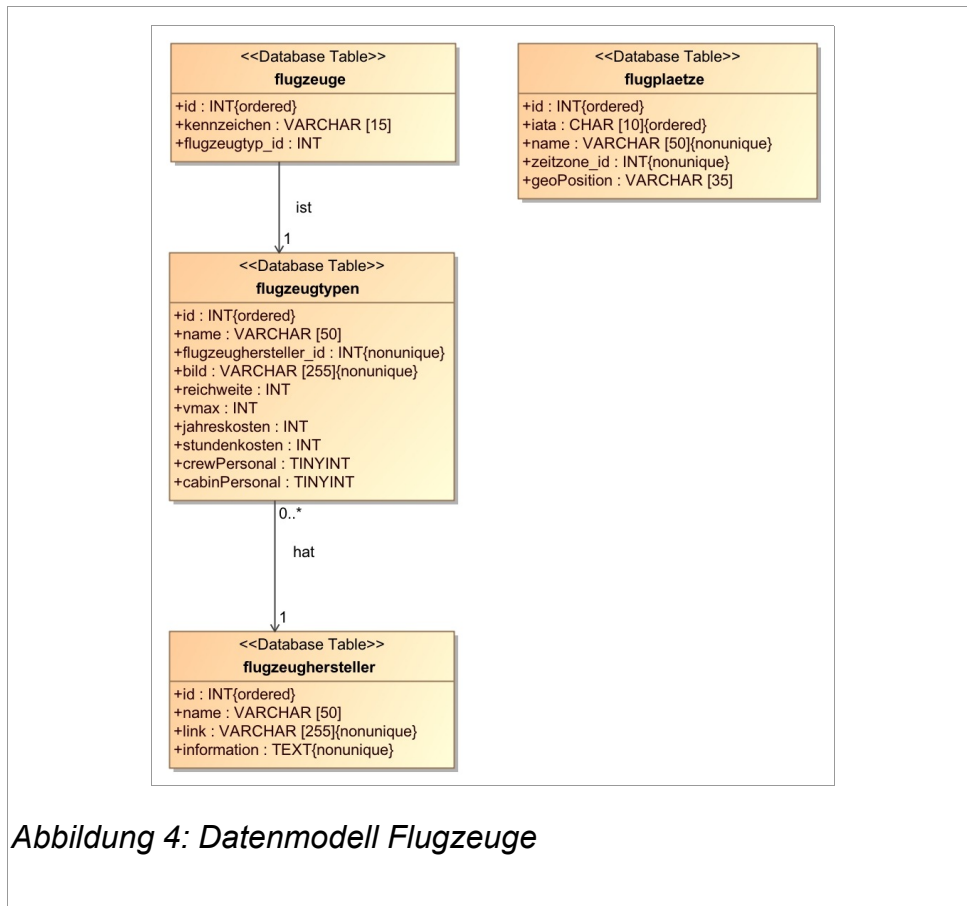 <<Database Table>>
flugzeuge
+id : INT{ordered}
+kennzeichen : VARCHAR [15]
+flugzeugtyp_id : INT
<<Database Table>>
flugplaetze
+id : INT{ordered}
+iata : CHAR [10]{ordered}
+name : VARCHAR [50]{nonunique}
+zeitzone_id : INT{nonunique}
+geoPosition : VARCHAR [35]
ist
1
<<Database Table>>
flugzeugtypen
+id : INT{ordered}
+name : VARCHAR [50]
+flugzeughersteller_id : INT{nonunique}
+bild : VARCHAR [255]{nonunique}
+reichweite : INT
+vmax : INT
+jahreskosten : INT
+stundenkosten : INT
+crewPersonal : TINYINT
+cabinPersonal : TINYINT
0..*
hat
1
<<Database Table>>
flugzeughersteller
+id : INT{ordered}
+name : VARCHAR [50]
+link : VARCHAR [255]{nonunique}
+information : TEXT{nonunique}
Abbildung 4: Datenmodell Flugzeuge